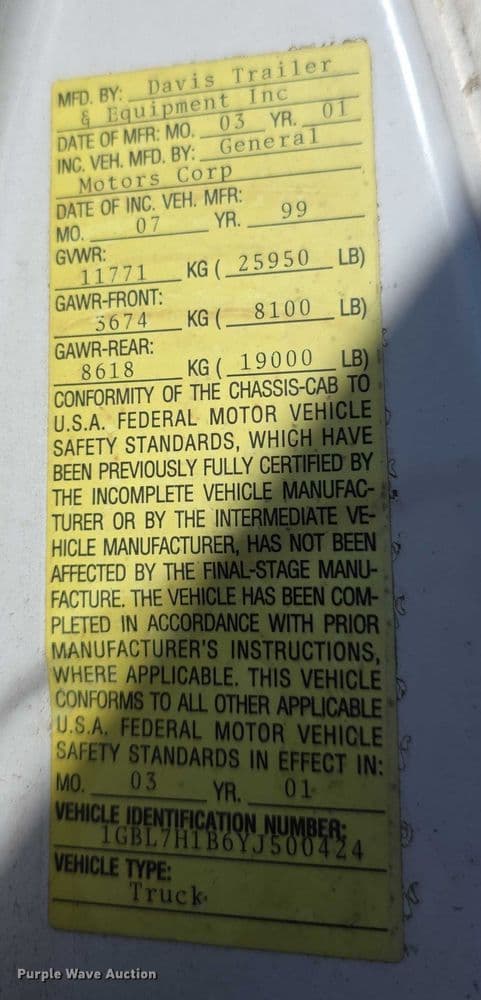 MFD. BY: Davis Trailer
& Equipment Inc
DATE OF MFR: MO. 03 YR. 01
INC. VEH. MFD. BY: General
Motors Corp
DATE OF INC. VEH. MFR:
MO. 07 YR. 99
GVWR:
11771 KG ( 25950 LB)
GAWR-FRONT:
3674 KG ( 8100 LB)
GAWR-REAR:
8618 KG ( 19000 LB)
CONFORMITY OF THE CHASSIS-CAB TO
U.S.A. FEDERAL MOTOR VEHICLE
SAFETY STANDARDS, WHICH HAVE
BEEN PREVIOUSLY FULLY CERTIFIED BY
THE INCOMPLETE VEHICLE MANUFAC-
TURER OR BY THE INTERMEDIATE VE-
HICLE MANUFACTURER, HAS NOT BEEN
AFFECTED BY THE FINAL-STAGE MANU-
FACTURE. THE VEHICLE HAS BEEN COM-
PLETED IN ACCORDANCE WITH PRIOR
MANUFACTURER'S INSTRUCTIONS,
WHERE APPLICABLE. THIS VEHICLE
CONFORMS TO ALL OTHER APPLICABLE
U.S.A. FEDERAL MOTOR VEHICLE
SAFETY STANDARDS IN EFFECT IN:
MO. 03 YR. 01
VEHICLE IDENTIFICATION NUMBER:
1GBL7H1B6YJ500424
VEHICLE TYPE:
Truck
Purple Wave Auction